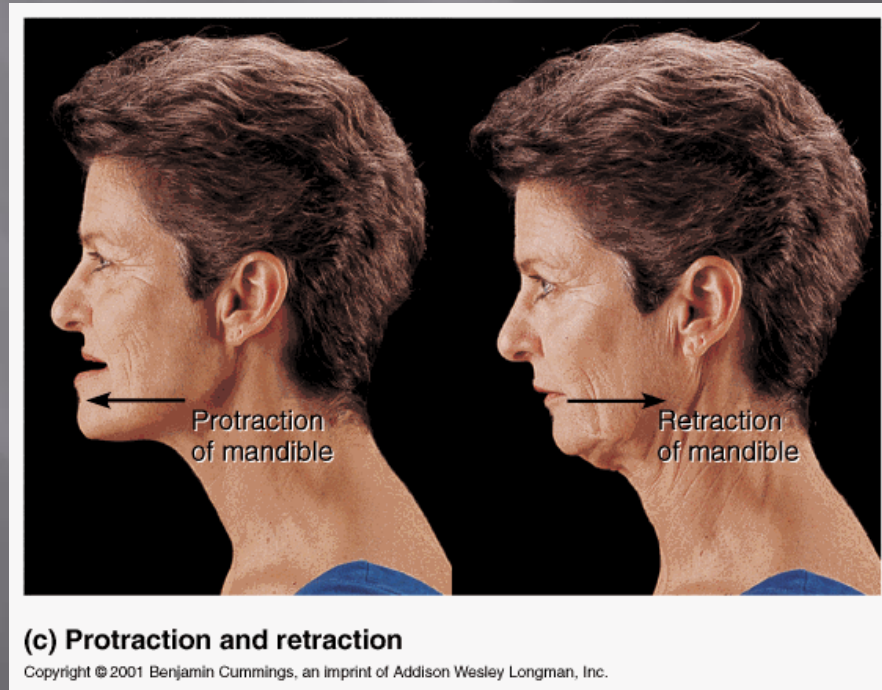 Protraction
of mandible
Retraction
of mandible
(c) Protraction and retraction
Copyright © 2001 Benjamin Cummings, an imprint of Addison Wesley Longman, Inc.